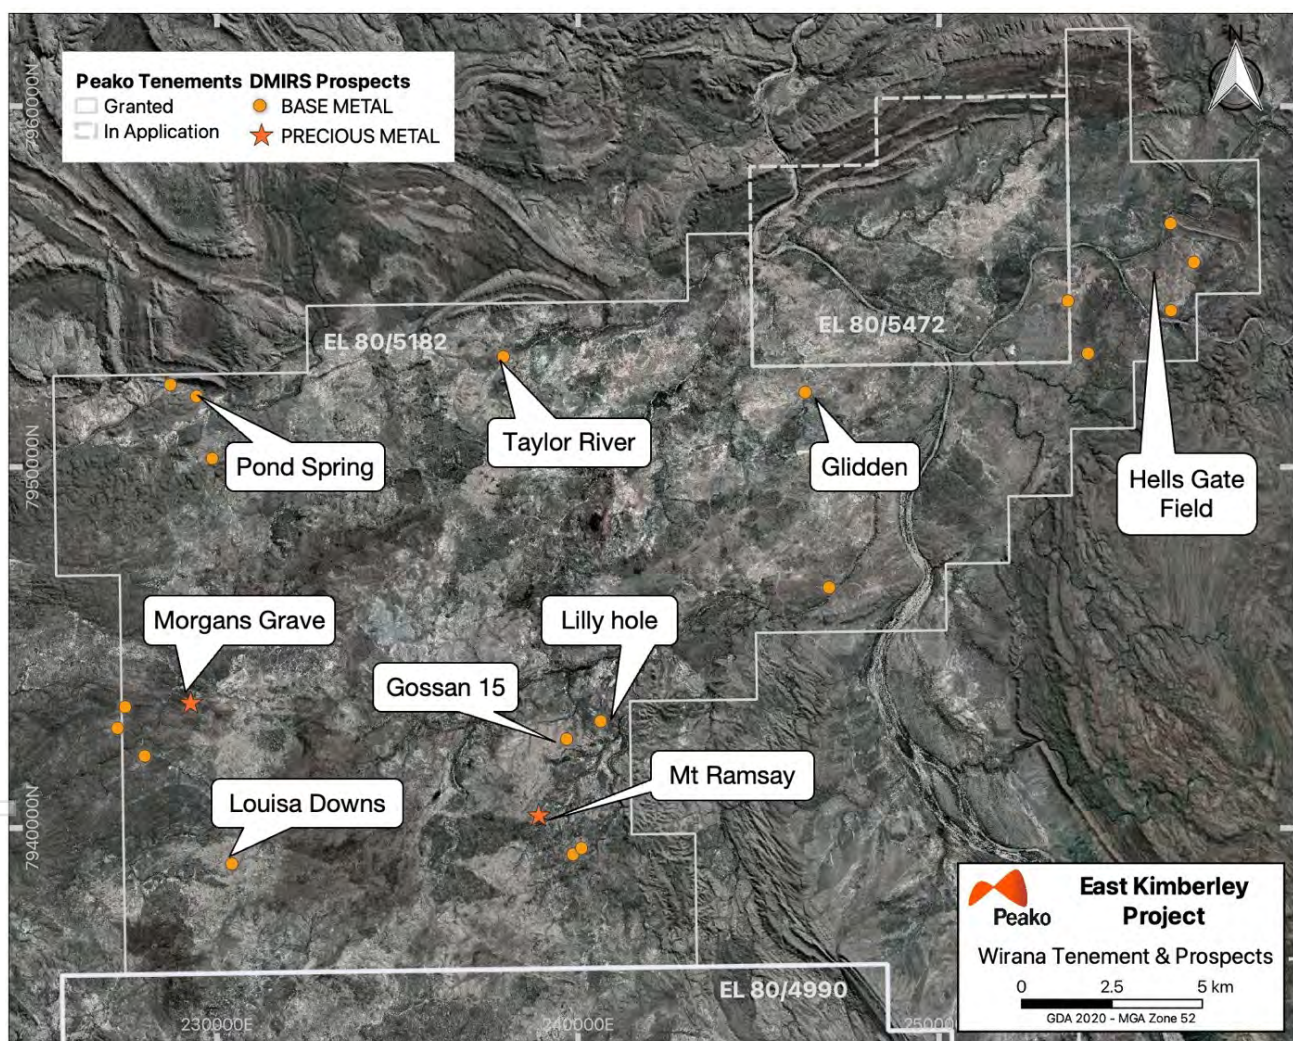 N
7960000N
7950000N
7940000N
Peako Tenements
Granted
In Application
DMIRS Prospects
BASE METAL
PRECIOUS METAL
EL 80/5182
EL 80/5472
Pond Spring
Taylor River
Glidden
Hells Gate
Field
Morgans Grave
Lilly hole
Gossan 15
Mt Ramsay
Louisa Downs
EL 80/4990
230000E
240000E
Peako
East Kimberley
Project
Wirana Tenement & Prospects
0 2.5 5 km
GDA 2020 - MGA Zone 52